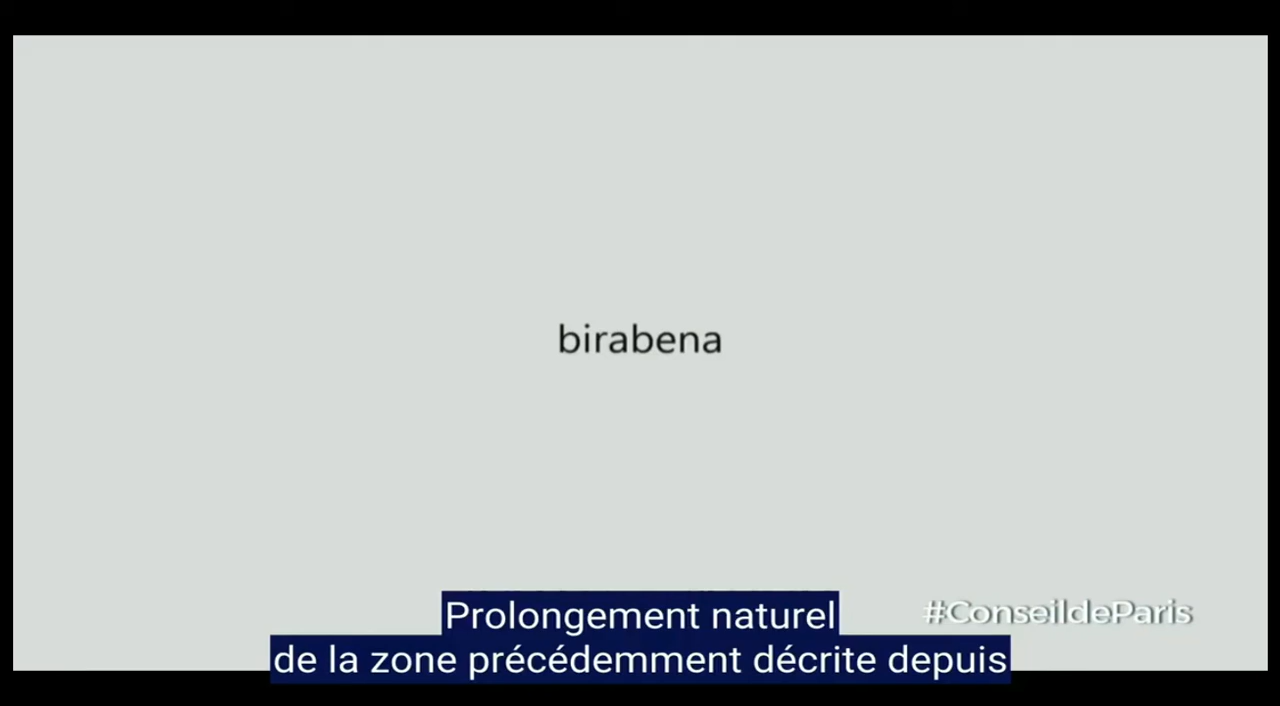 birabena
#ConseildeParis
Prolongement naturel
de la zone précédemment décrite depuis